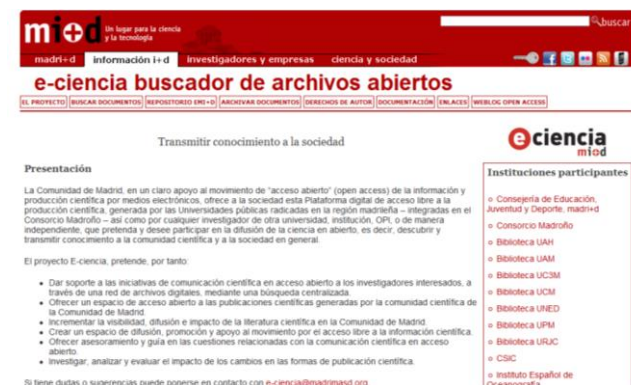 mi+d Un lugar para la ciencia
y la tecnología
buscar
madri+d información i+d investigadores y empresas ciencia y sociedad
e-ciencia buscador de archivos abiertos
EL PROYECTO BUSCAR DOCUMENTOS REPOSITORIO EMI+D ARCHIVAR DOCUMENTOS DERECHOS DE AUTOR DOCUMENTACIÓN ENLACES WEBLOG OPEN ACCESS
Transmitir conocimiento a la sociedad
Presentación
La Comunidad de Madrid, en un claro apoyo al movimiento de "acceso abierto" (open access) de la información y
producción científica por medios electrónicos, ofrece a la sociedad esta Plataforma digital de acceso libre a la
producción científica, generada por las Universidades públicas radicadas en la región madrileña – integradas en el
Consorcio Madroño – así como por cualquier investigador de otra universidad, institución, OPI, o de manera
independiente, que pretenda y desee participar en la difusión de la ciencia en abierto, es decir, descubrir y
transmitir conocimiento a la comunidad científica y a la sociedad en general.
El proyecto E-ciencia, pretende, por tanto:
Dar soporte a las iniciativas de comunicación científica en acceso abierto a los investigadores interesados, a
través de una red de archivos digitales, mediante una búsqueda centralizada.
Ofrecer un espacio de acceso abierto a las publicaciones científicas generadas por la comunidad científica de
la Comunidad de Madrid.
Incrementar la visibilidad, difusión e impacto de la literatura científica en la Comunidad de Madrid.
Crear un espacio de difusión, promoción y apoyo al movimiento por el acceso libre a la información científica.
Ofrecer asesoramiento y guía en las cuestiones relacionadas con la comunicación científica en acceso
abierto.
Investigar, analizar y evaluar el impacto de los cambios en las formas de publicación científica.
Si tiene dudas o sugerencias puede ponerse en contacto con e-ciencia@madrimasd.org
eciencia
mi+d
Instituciones participantes
Consejería de Educación,
Juventud y Deporte, madri+d
Consorcio Madroño
Biblioteca UAH
Biblioteca UAM
Biblioteca UC3M
Biblioteca UCM
Biblioteca UNED
Biblioteca UPM
Biblioteca URJC
CSIC
Instituto Español de
Oceanografía